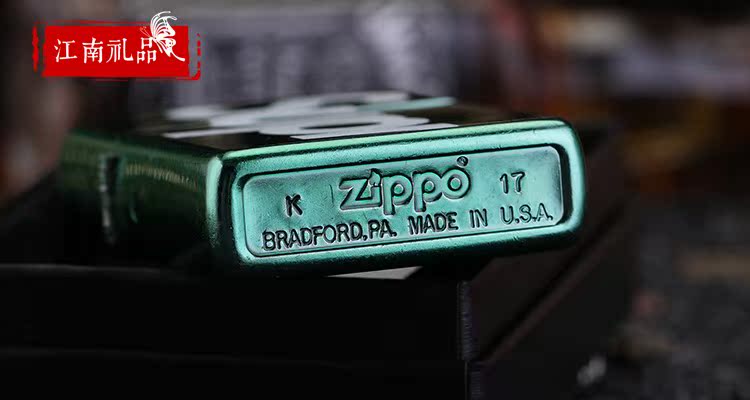 江南礼品
K zippo 17
BRADFORD, PA. MADE IN U.S.A.